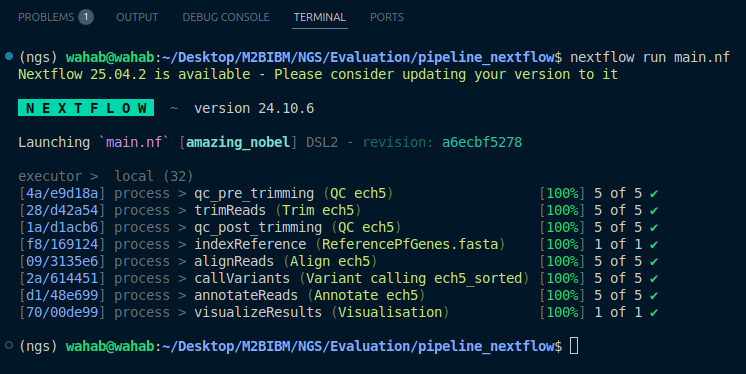 PROBLEMS 1 OUTPUT DEBUG CONSOLE TERMINAL PORTS
(ngs) wahab@wahab:~/Desktop/M2BIBM/NGS/Evaluation/pipeline_nextflow$ nextflow run main.nf
Nextflow 25.04.2 is available - Please consider updating your version to it
N E X T F L O W ~ version 24.10.6
Launching `main.nf` [amazing_nobel] DSL2 - revision: a6ecbf5278
executor > local (32)
[4a/e9d18a] process > qc_pre_trimming (QC ech5) [100%] 5 of 5 ✔
[28/d42a54] process > trimReads (Trim ech5) [100%] 5 of 5 ✔
[1a/d1acb6] process > qc_post_trimming (QC ech5) [100%] 5 of 5 ✔
[f8/169124] process > indexReference (ReferencePfGenes.fasta) [100%] 1 of 1 ✔
[09/3135e6] process > alignReads (Align ech5) [100%] 5 of 5 ✔
[2a/614451] process > callVariants (Variant calling ech5_sorted) [100%] 5 of 5 ✔
[d1/48e699] process > annotateReads (Annotate ech5) [100%] 5 of 5 ✔
[70/00de99] process > visualizeResults (Visualisation) [100%] 1 of 1 ✔
(ngs) wahab@wahab:~/Desktop/M2BIBM/NGS/Evaluation/pipeline_nextflow$